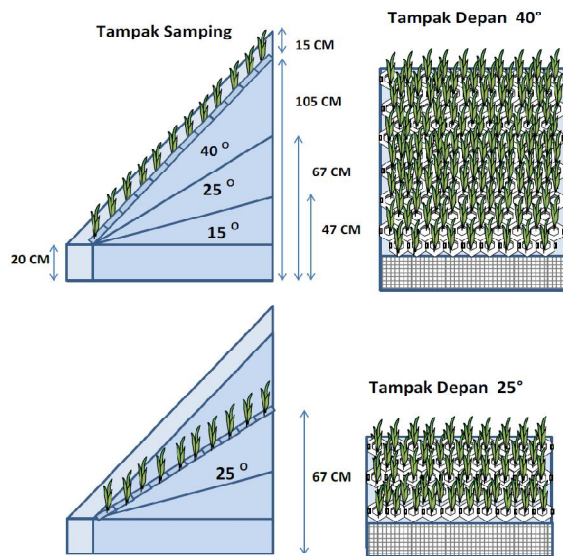 Tampak Samping
15 CM
Tampak Depan 40°
105 CM
40 O
67 CM
25 O
47 CM
15 O
20 CM
Tampak Depan 25°
67 CM
25 O